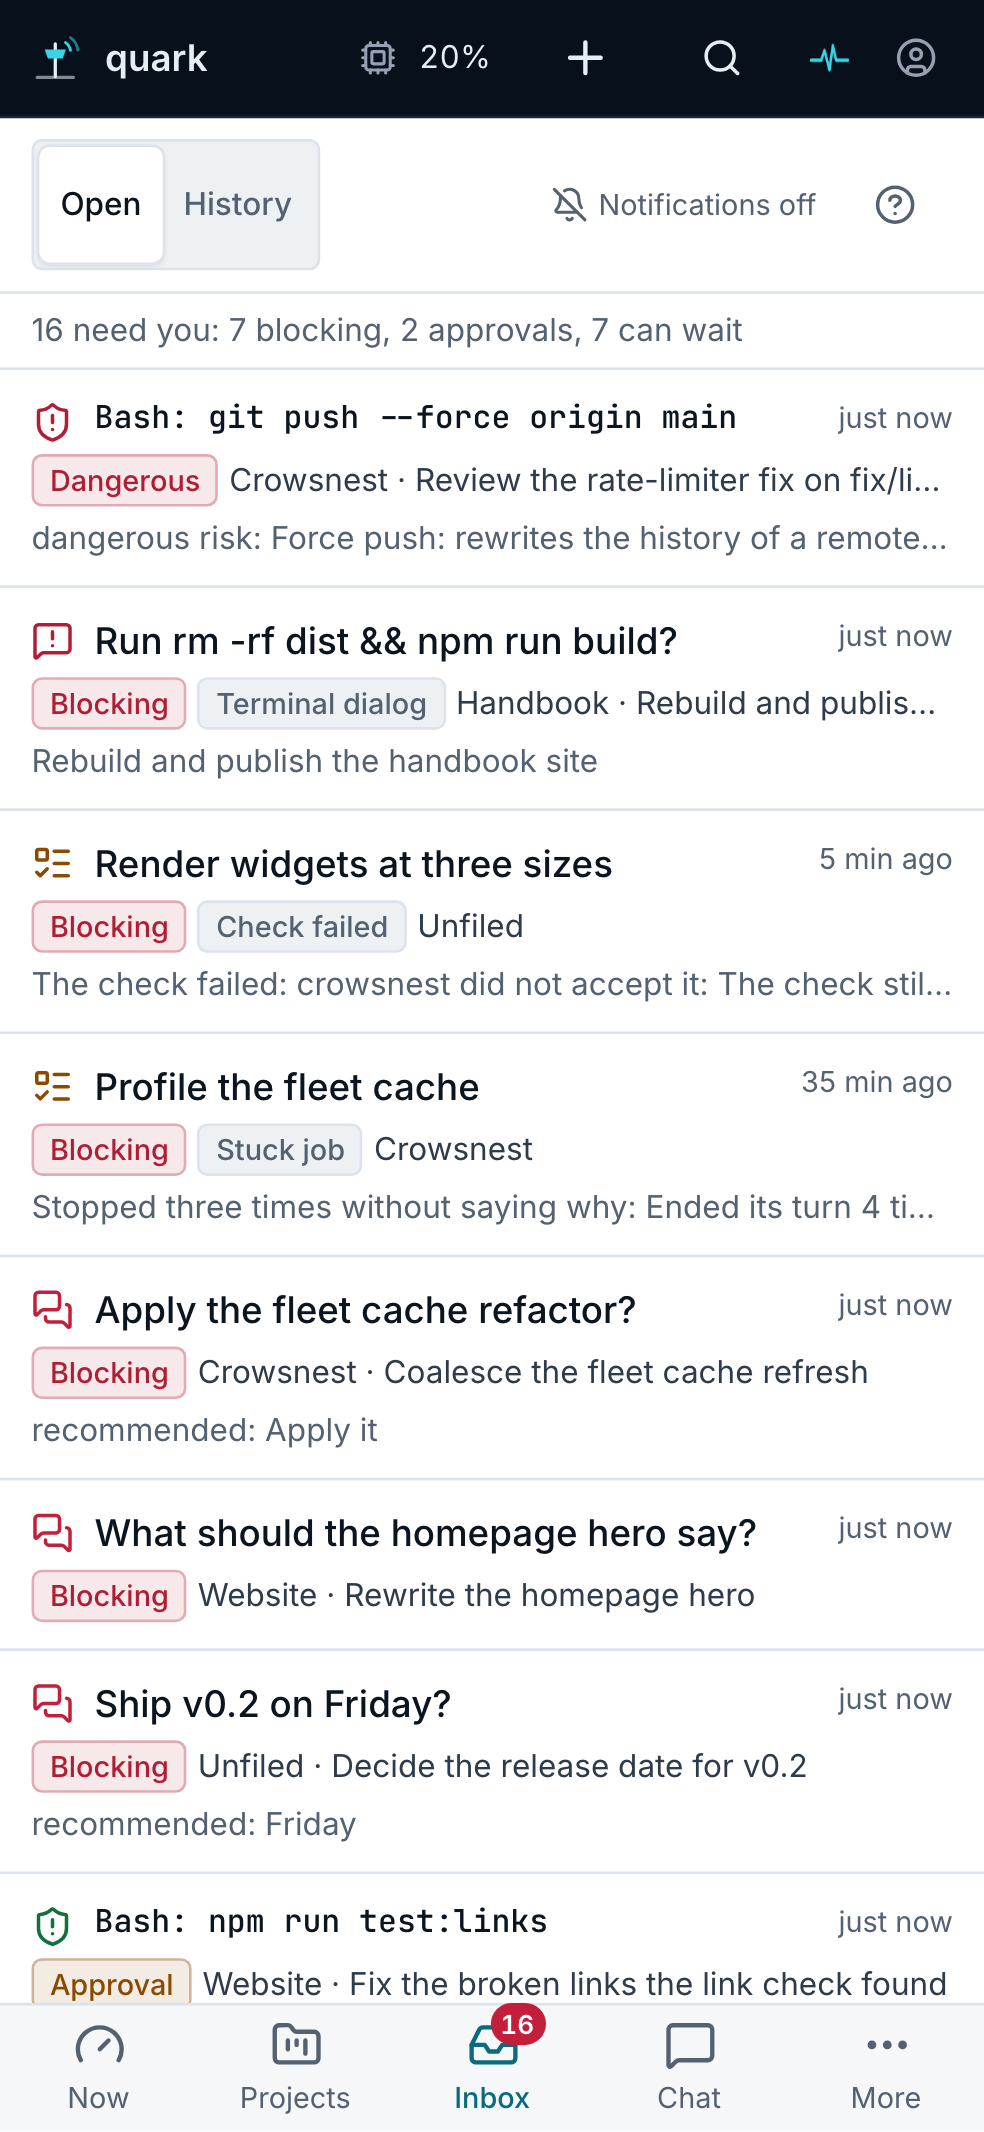 quark
20%
Open
History
Notifications off
16 need you: 7 blocking, 2 approvals, 7 can wait
Bash: git push --force origin main
just now
Dangerous
Crowsnest · Review the rate-limiter fix on fix/li...
dangerous risk: Force push: rewrites the history of a remote...
Run rm -rf dist && npm run build?
just now
Blocking
Terminal dialog
Handbook · Rebuild and publis...
Rebuild and publish the handbook site
Render widgets at three sizes
5 min ago
Blocking
Check failed
Unfiled
The check failed: crowsnest did not accept it: The check stil...
Profile the fleet cache
35 min ago
Blocking
Stuck job
Crowsnest
Stopped three times without saying why: Ended its turn 4 ti...
Apply the fleet cache refactor?
just now
Blocking
Crowsnest · Coalesce the fleet cache refresh
recommended: Apply it
What should the homepage hero say?
just now
Blocking
Website · Rewrite the homepage hero
Ship v0.2 on Friday?
just now
Blocking
Unfiled · Decide the release date for v0.2
recommended: Friday
Bash: npm run test:links
just now
Approval
Website · Fix the broken links the link check found
16
Now
Projects
Inbox
Chat
More